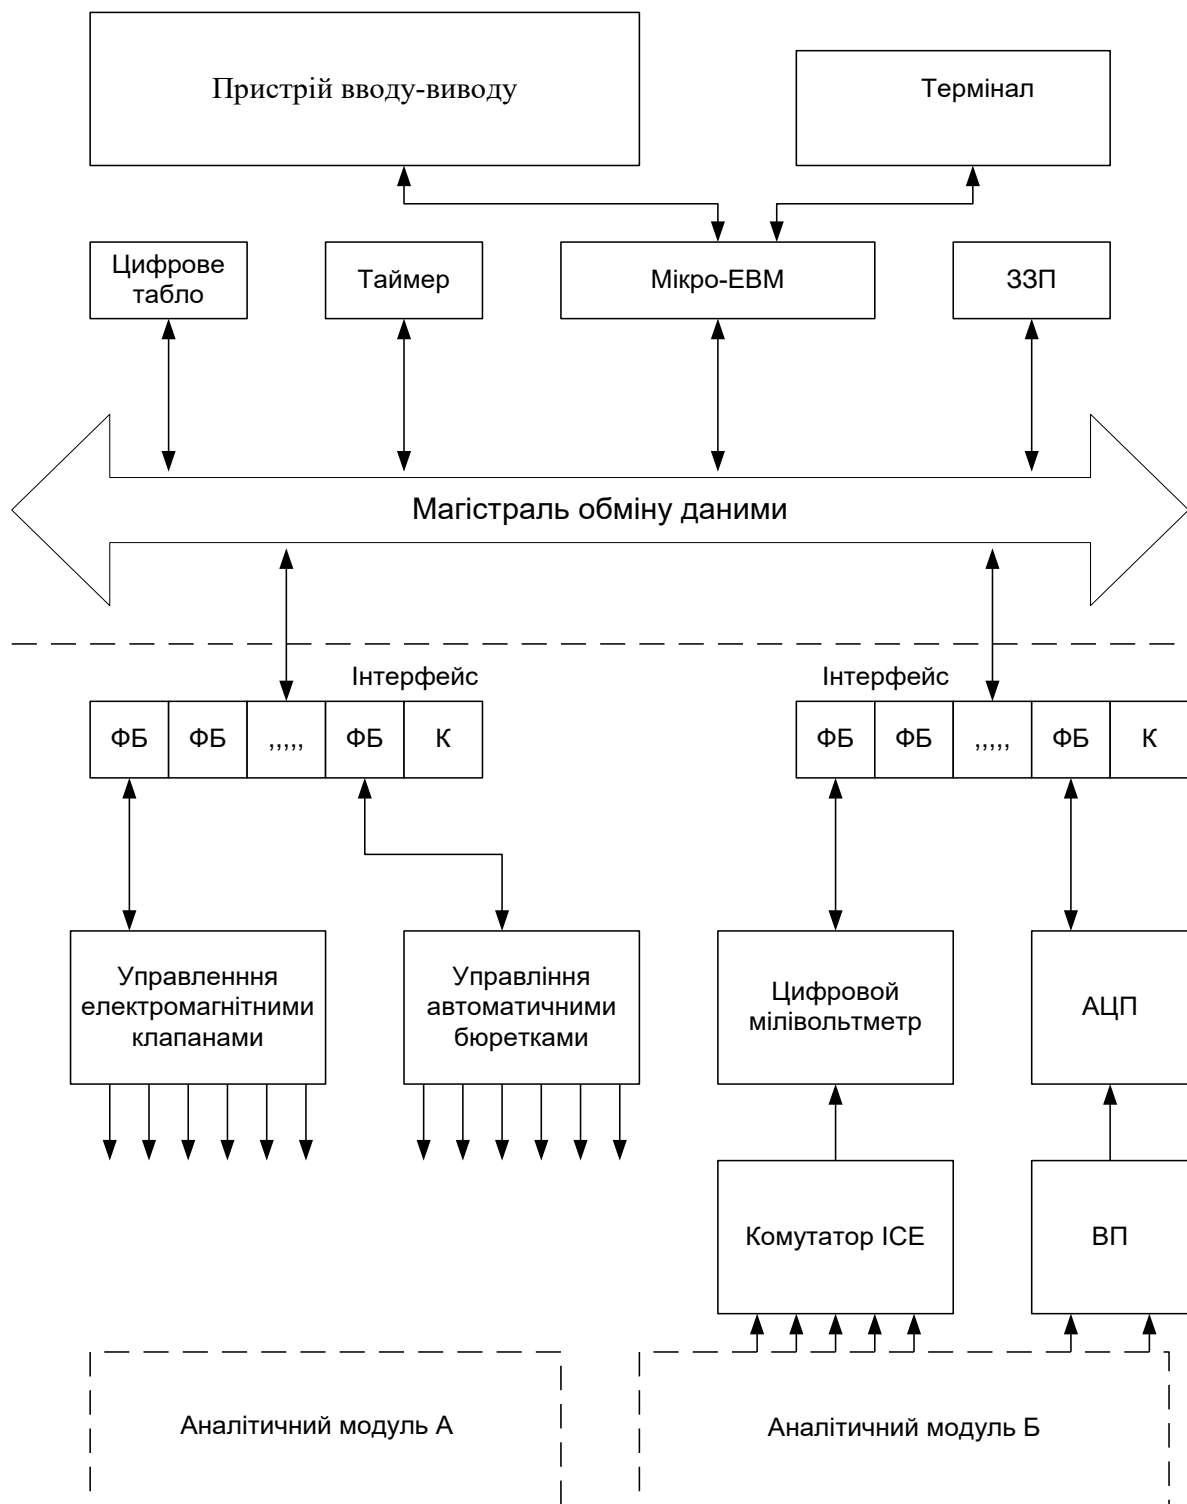 Пристрій вводу-виводу
Термінал
Цифрове
табло
Таймер
Мікро-ЕВМ
ЗЗП
Магістраль обміну даними
Інтерфейс
Інтерфейс
ФБ ФБ ,,,,, ФБ К
ФБ ФБ ,,,,, ФБ К
Управленння
електромагнітними
клапанами
Управління
автоматичними
бюретками
Цифровой
мілівольтметр
АЦП
Комутатор ІСЕ
ВП
Аналітичний модуль А
Аналітичний модуль Б